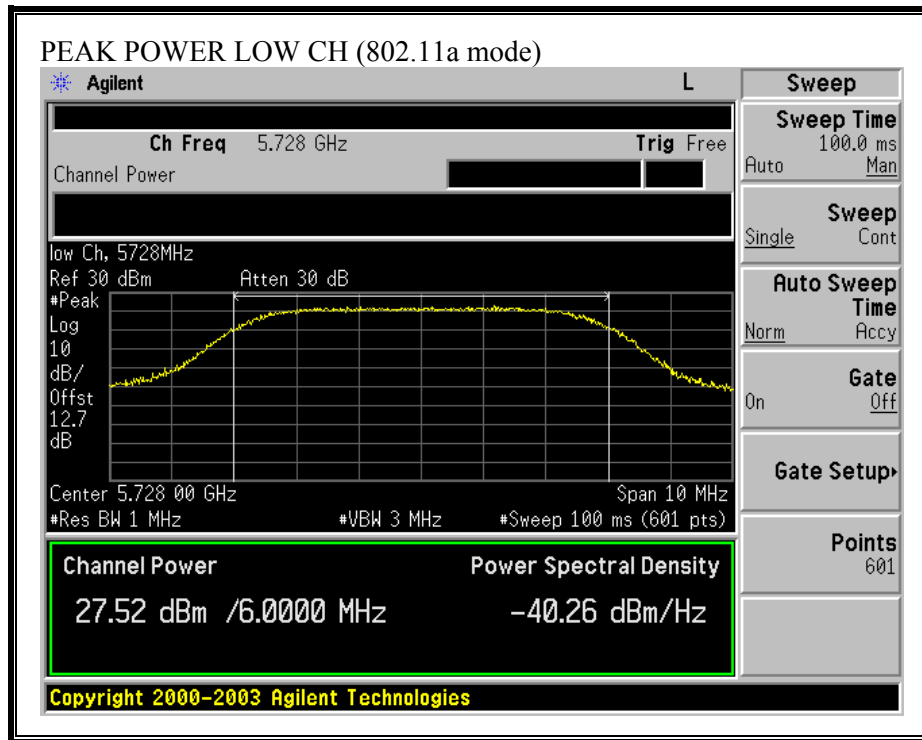 PEAK POWER LOW CH (802.11a mode)
Agilent L
Ch Freq 5.728 GHz Trig Free
Channel Power
low Ch, 5728MHz
Ref 30 dBm Atten 30 dB
#Peak
Log
10
dB/
Offst
12.7
dB
Center 5.728 00 GHz Span 10 MHz
#Res BW 1 MHz #VBW 3 MHz #Sweep 100 ms (601 pts)
Channel Power Power Spectral Density
27.52 dBm /6.0000 MHz -40.26 dBm/Hz
Copyright 2000-2003 Agilent Technologies
Sweep
Sweep Time
100.0 ms
Auto Man
Sweep
Single Cont
Auto Sweep
Time
Norm Accy
Gate
On Off
Gate Setup
Points
601